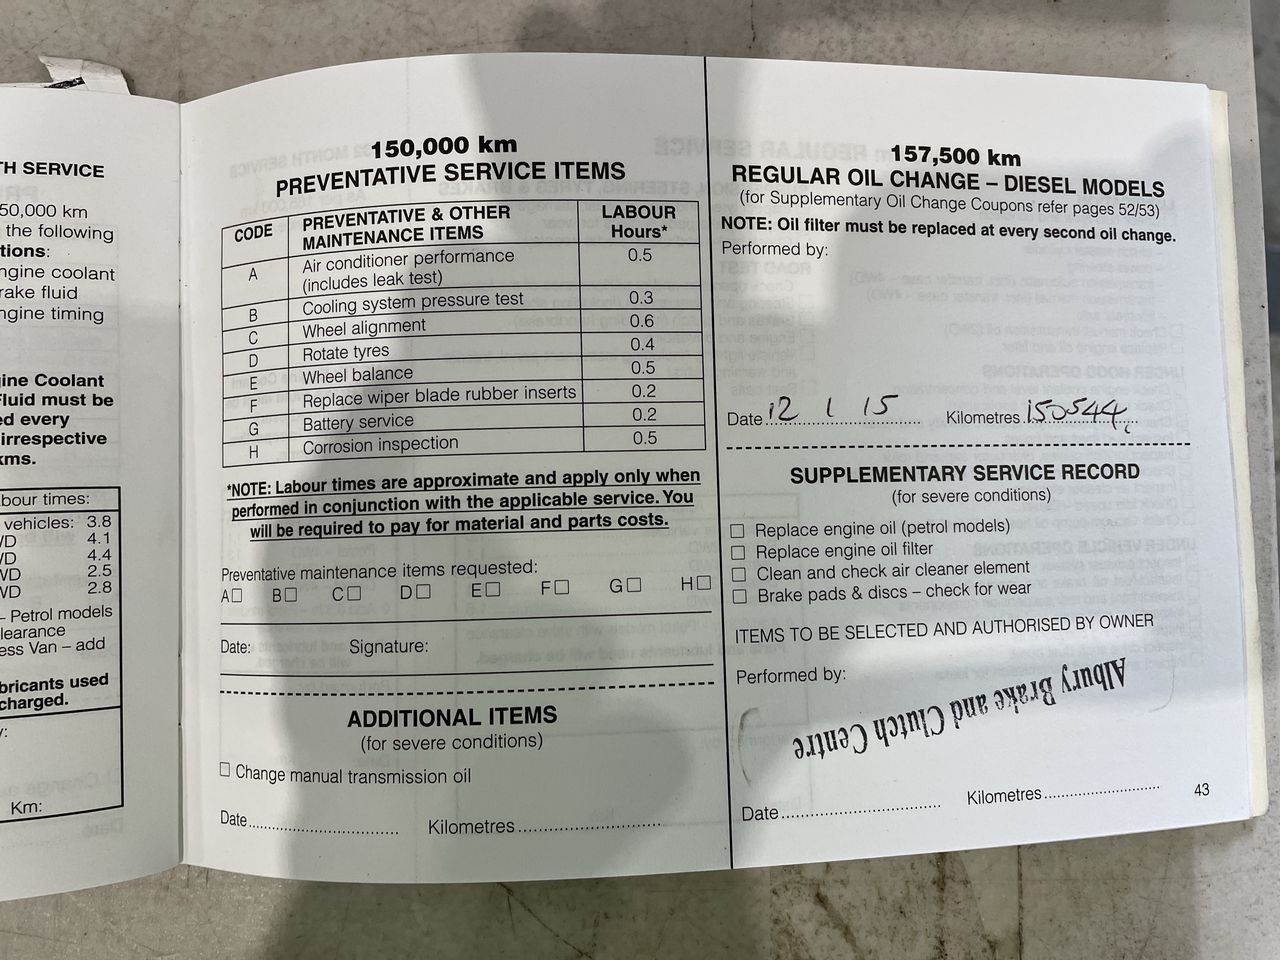 TH SERVICE
50,000 km
the following
tions:
ngine coolant
rake fluid
ngine timing
gine Coolant
Fluid must be
ed every
irrespective
kms.
bour times:
vehicles: 3.8
WD 4.1
WD 4.4
WD 2.5
WD 2.8
– Petrol models
learance
ess Van – add
bricants used
charged.
y:
Km:
150,000 km
PREVENTATIVE SERVICE ITEMS
CODE PREVENTATIVE & OTHER MAINTENANCE ITEMS LABOUR Hours*
A Air conditioner performance (includes leak test) 0.5
B Cooling system pressure test 0.3
C Wheel alignment 0.6
D Rotate tyres 0.4
E Wheel balance 0.5
F Replace wiper blade rubber inserts 0.2
G Battery service 0.2
H Corrosion inspection 0.5
*NOTE: Labour times are approximate and apply only when
performed in conjunction with the applicable service. You
will be required to pay for material and parts costs.
Preventative maintenance items requested:
A☐ B☐ C☐ D☐ E☐ F☐ G☐ H☐
Date: Signature:
ADDITIONAL ITEMS
(for severe conditions)
☐ Change manual transmission oil
Date.............................. Kilometres..............................
157,500 km
REGULAR OIL CHANGE – DIESEL MODELS
(for Supplementary Oil Change Coupons refer pages 52/53)
NOTE: Oil filter must be replaced at every second oil change.
Performed by:
Date 12 1 15 Kilometres 150544
SUPPLEMENTARY SERVICE RECORD
(for severe conditions)
☐ Replace engine oil (petrol models)
☐ Replace engine oil filter
☐ Clean and check air cleaner element
☐ Brake pads & discs – check for wear
ITEMS TO BE SELECTED AND AUTHORISED BY OWNER
Performed by:
Albury Brake and Clutch Centre
Date.............................. Kilometres..............................
43